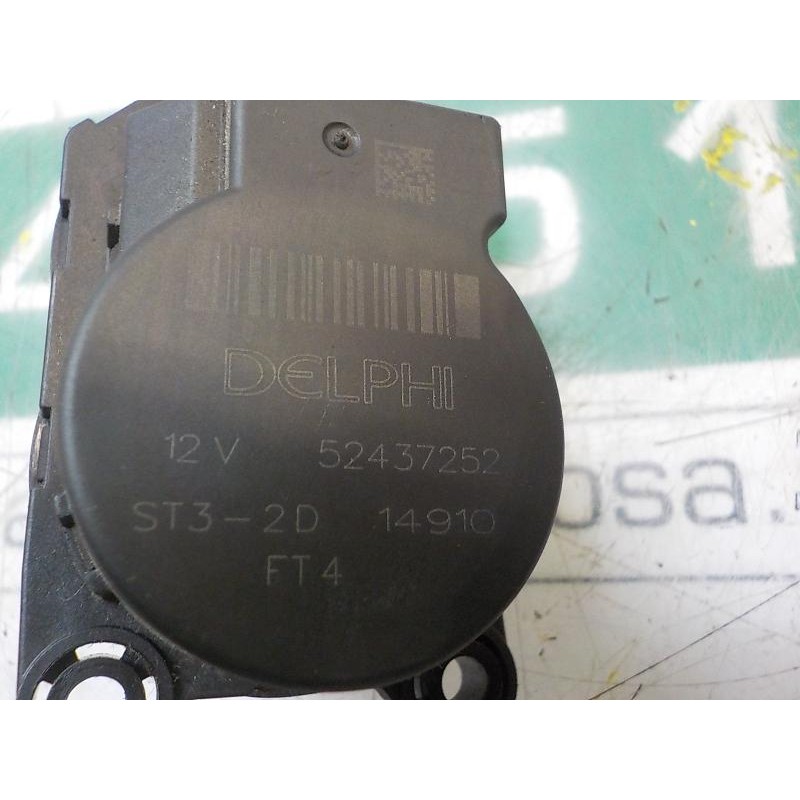 DELPHI
12 V 52437252
ST3-2D 14910
FT4
osa.